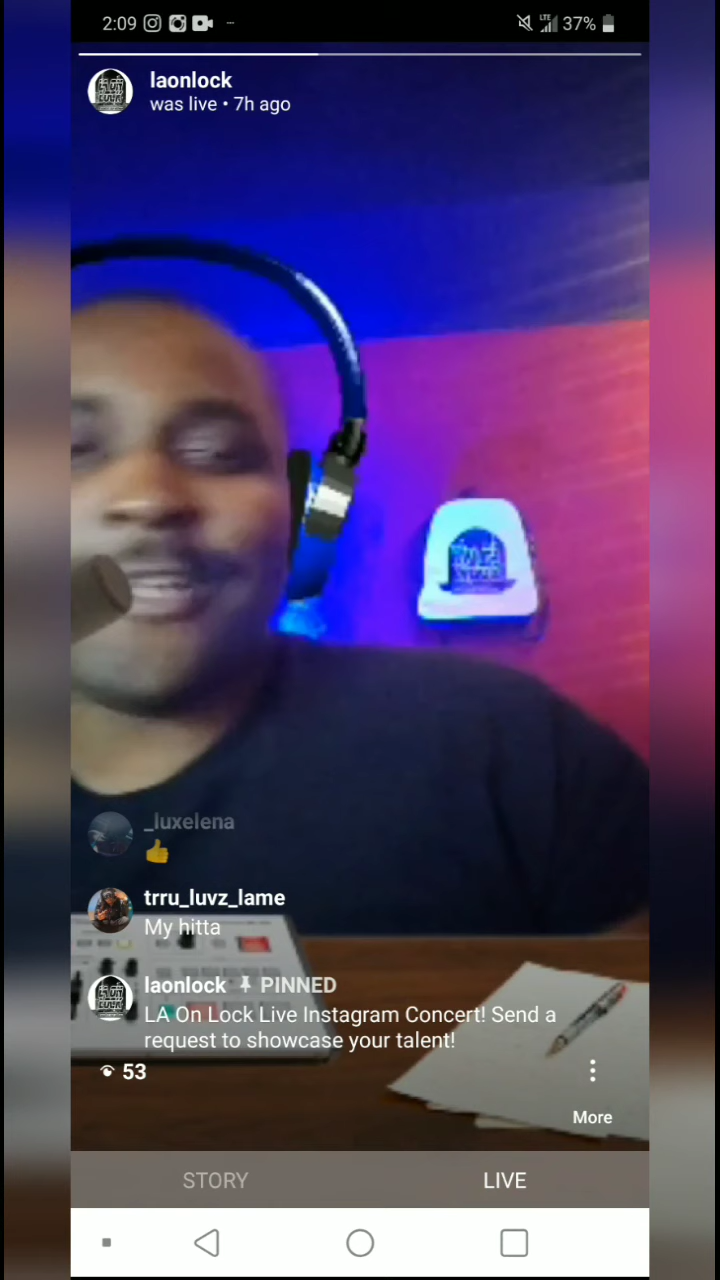 2:09
LTE
37%
laonlock
was live • 7h ago
_luxelena
👍
trru_luvz_lame
My hitta
laonlock PINNED
LA On Lock Live Instagram Concert! Send a
request to showcase your talent!
53
More
STORY
LIVE